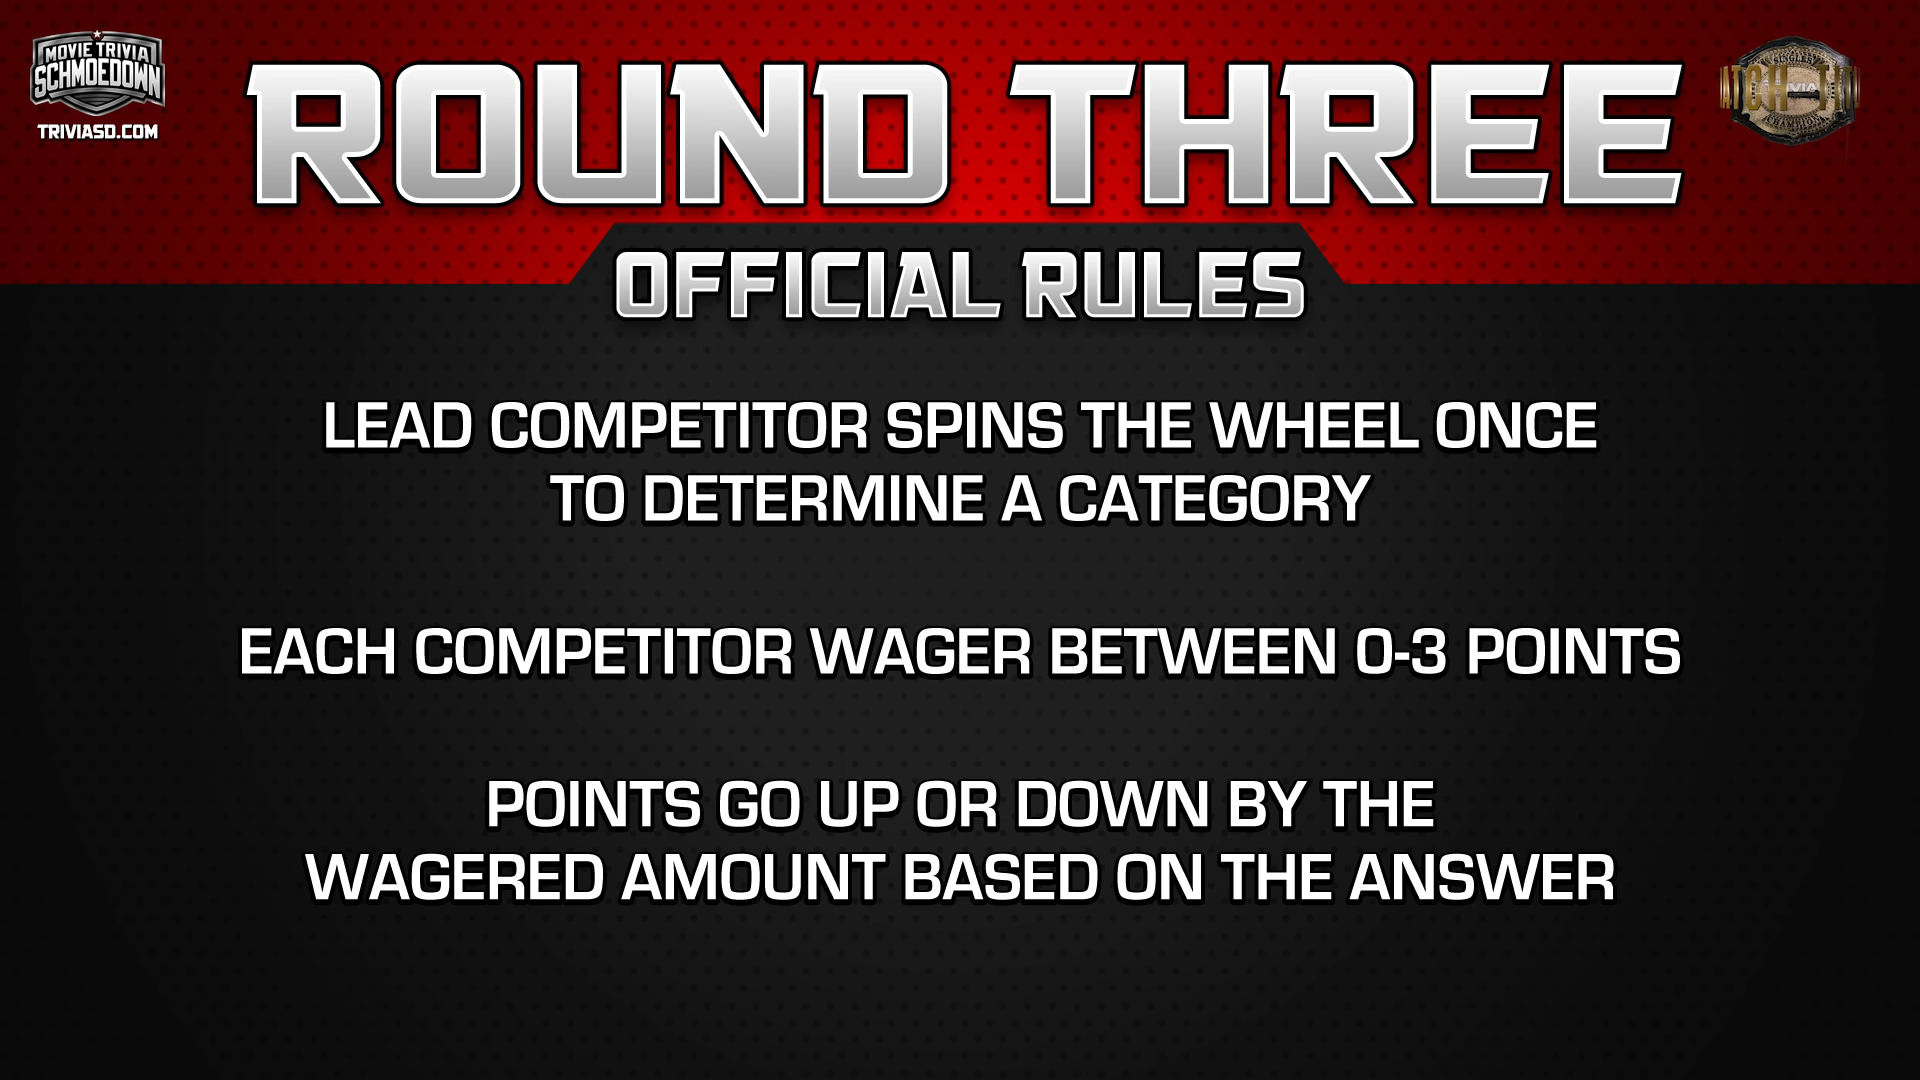 MOVIE TRIVIA
SCHMOEDOWN
TRIVIASD.COM
ROUND THREE
OFFICIAL RULES
LEAD COMPETITOR SPINS THE WHEEL ONCE
TO DETERMINE A CATEGORY
EACH COMPETITOR WAGER BETWEEN 0-3 POINTS
POINTS GO UP OR DOWN BY THE
WAGERED AMOUNT BASED ON THE ANSWER
SINGLES